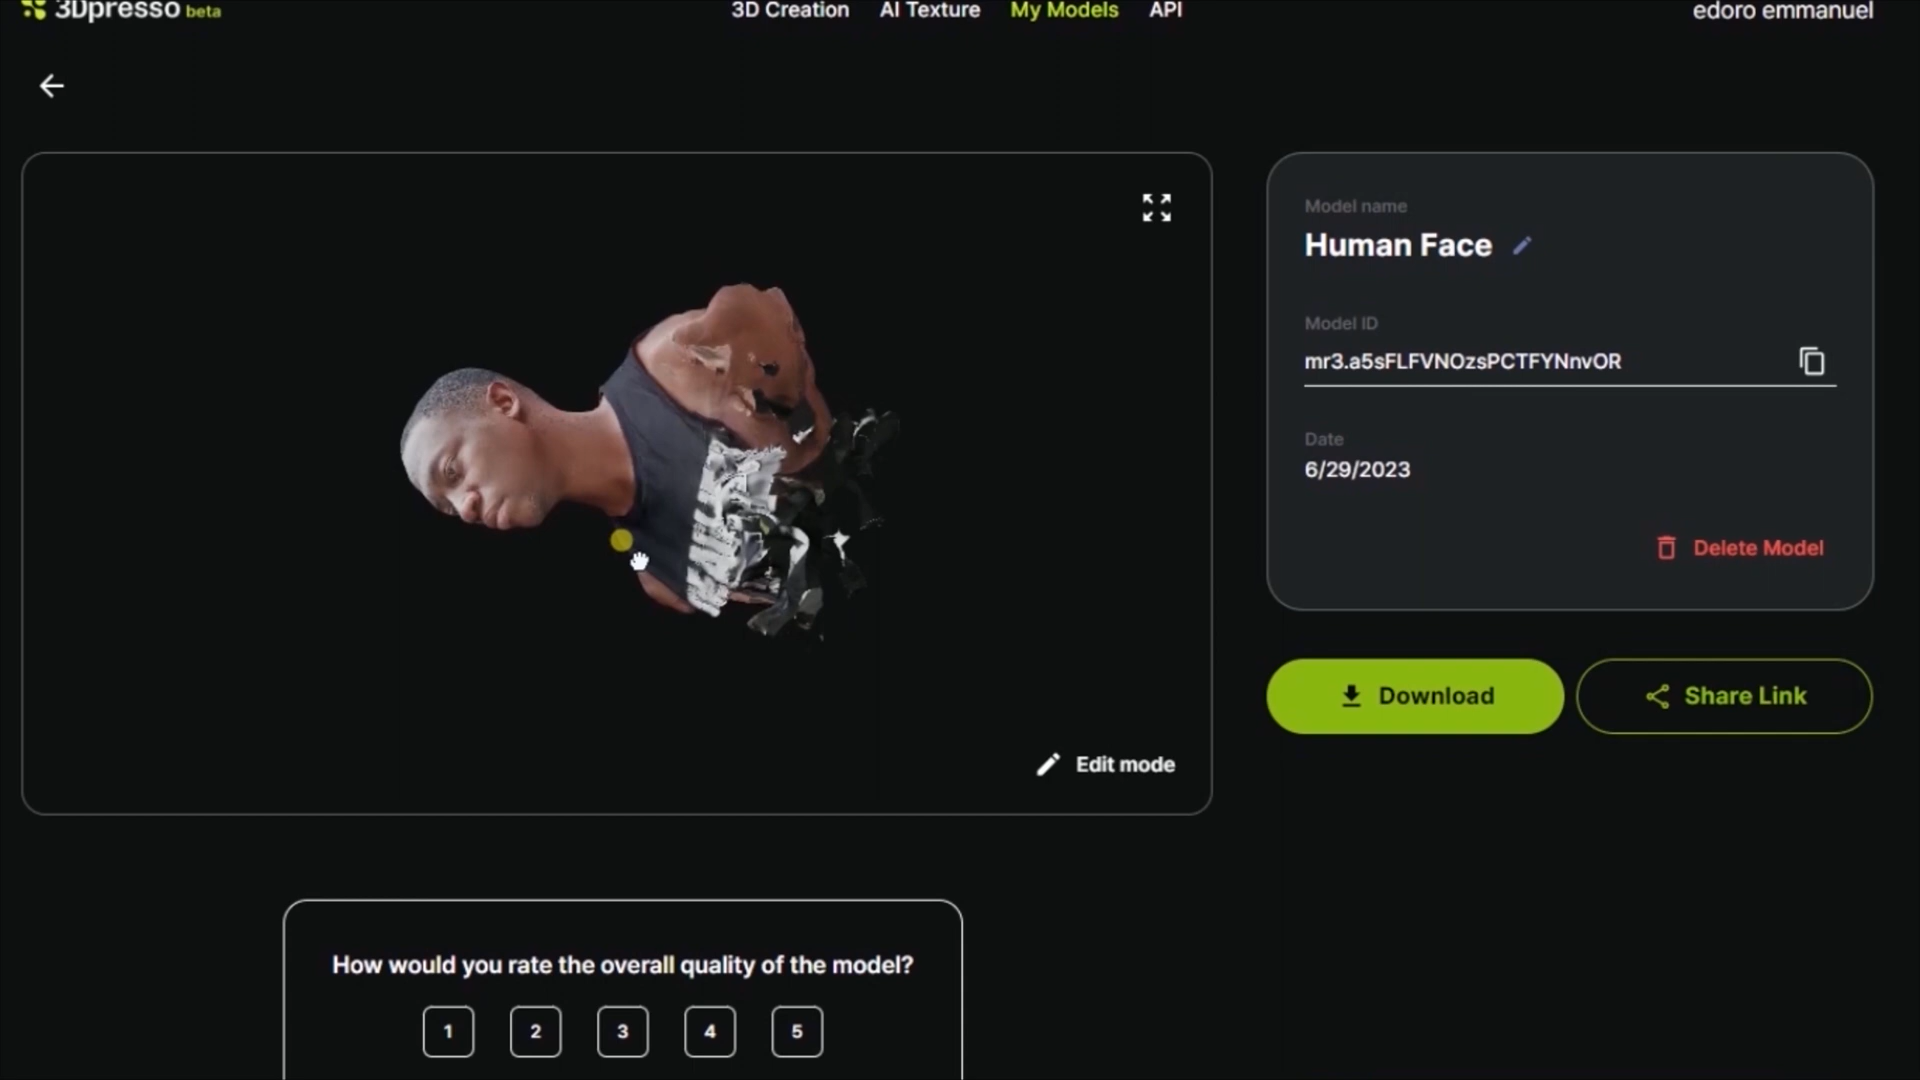 3Dpresso beta
3D Creation AI Texture My Models API
edoro emmanuel
Model name
Human Face
Model ID
mr3.a5sFLFVNOzsPCTFYNnvOR
Date
6/29/2023
Delete Model
Download
Share Link
Edit mode
How would you rate the overall quality of the model?
1 2 3 4 5